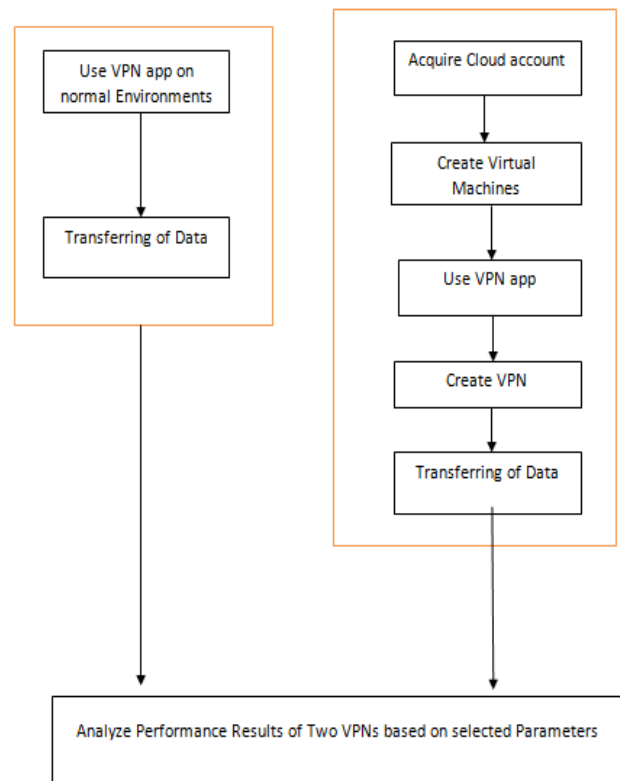 Use VPN app on
normal Environments
Transferring of Data
Acquire Cloud account
Create Virtual
Machines
Use VPN app
Create VPN
Transferring of Data
Analyze Performance Results of Two VPNs based on selected Parameters